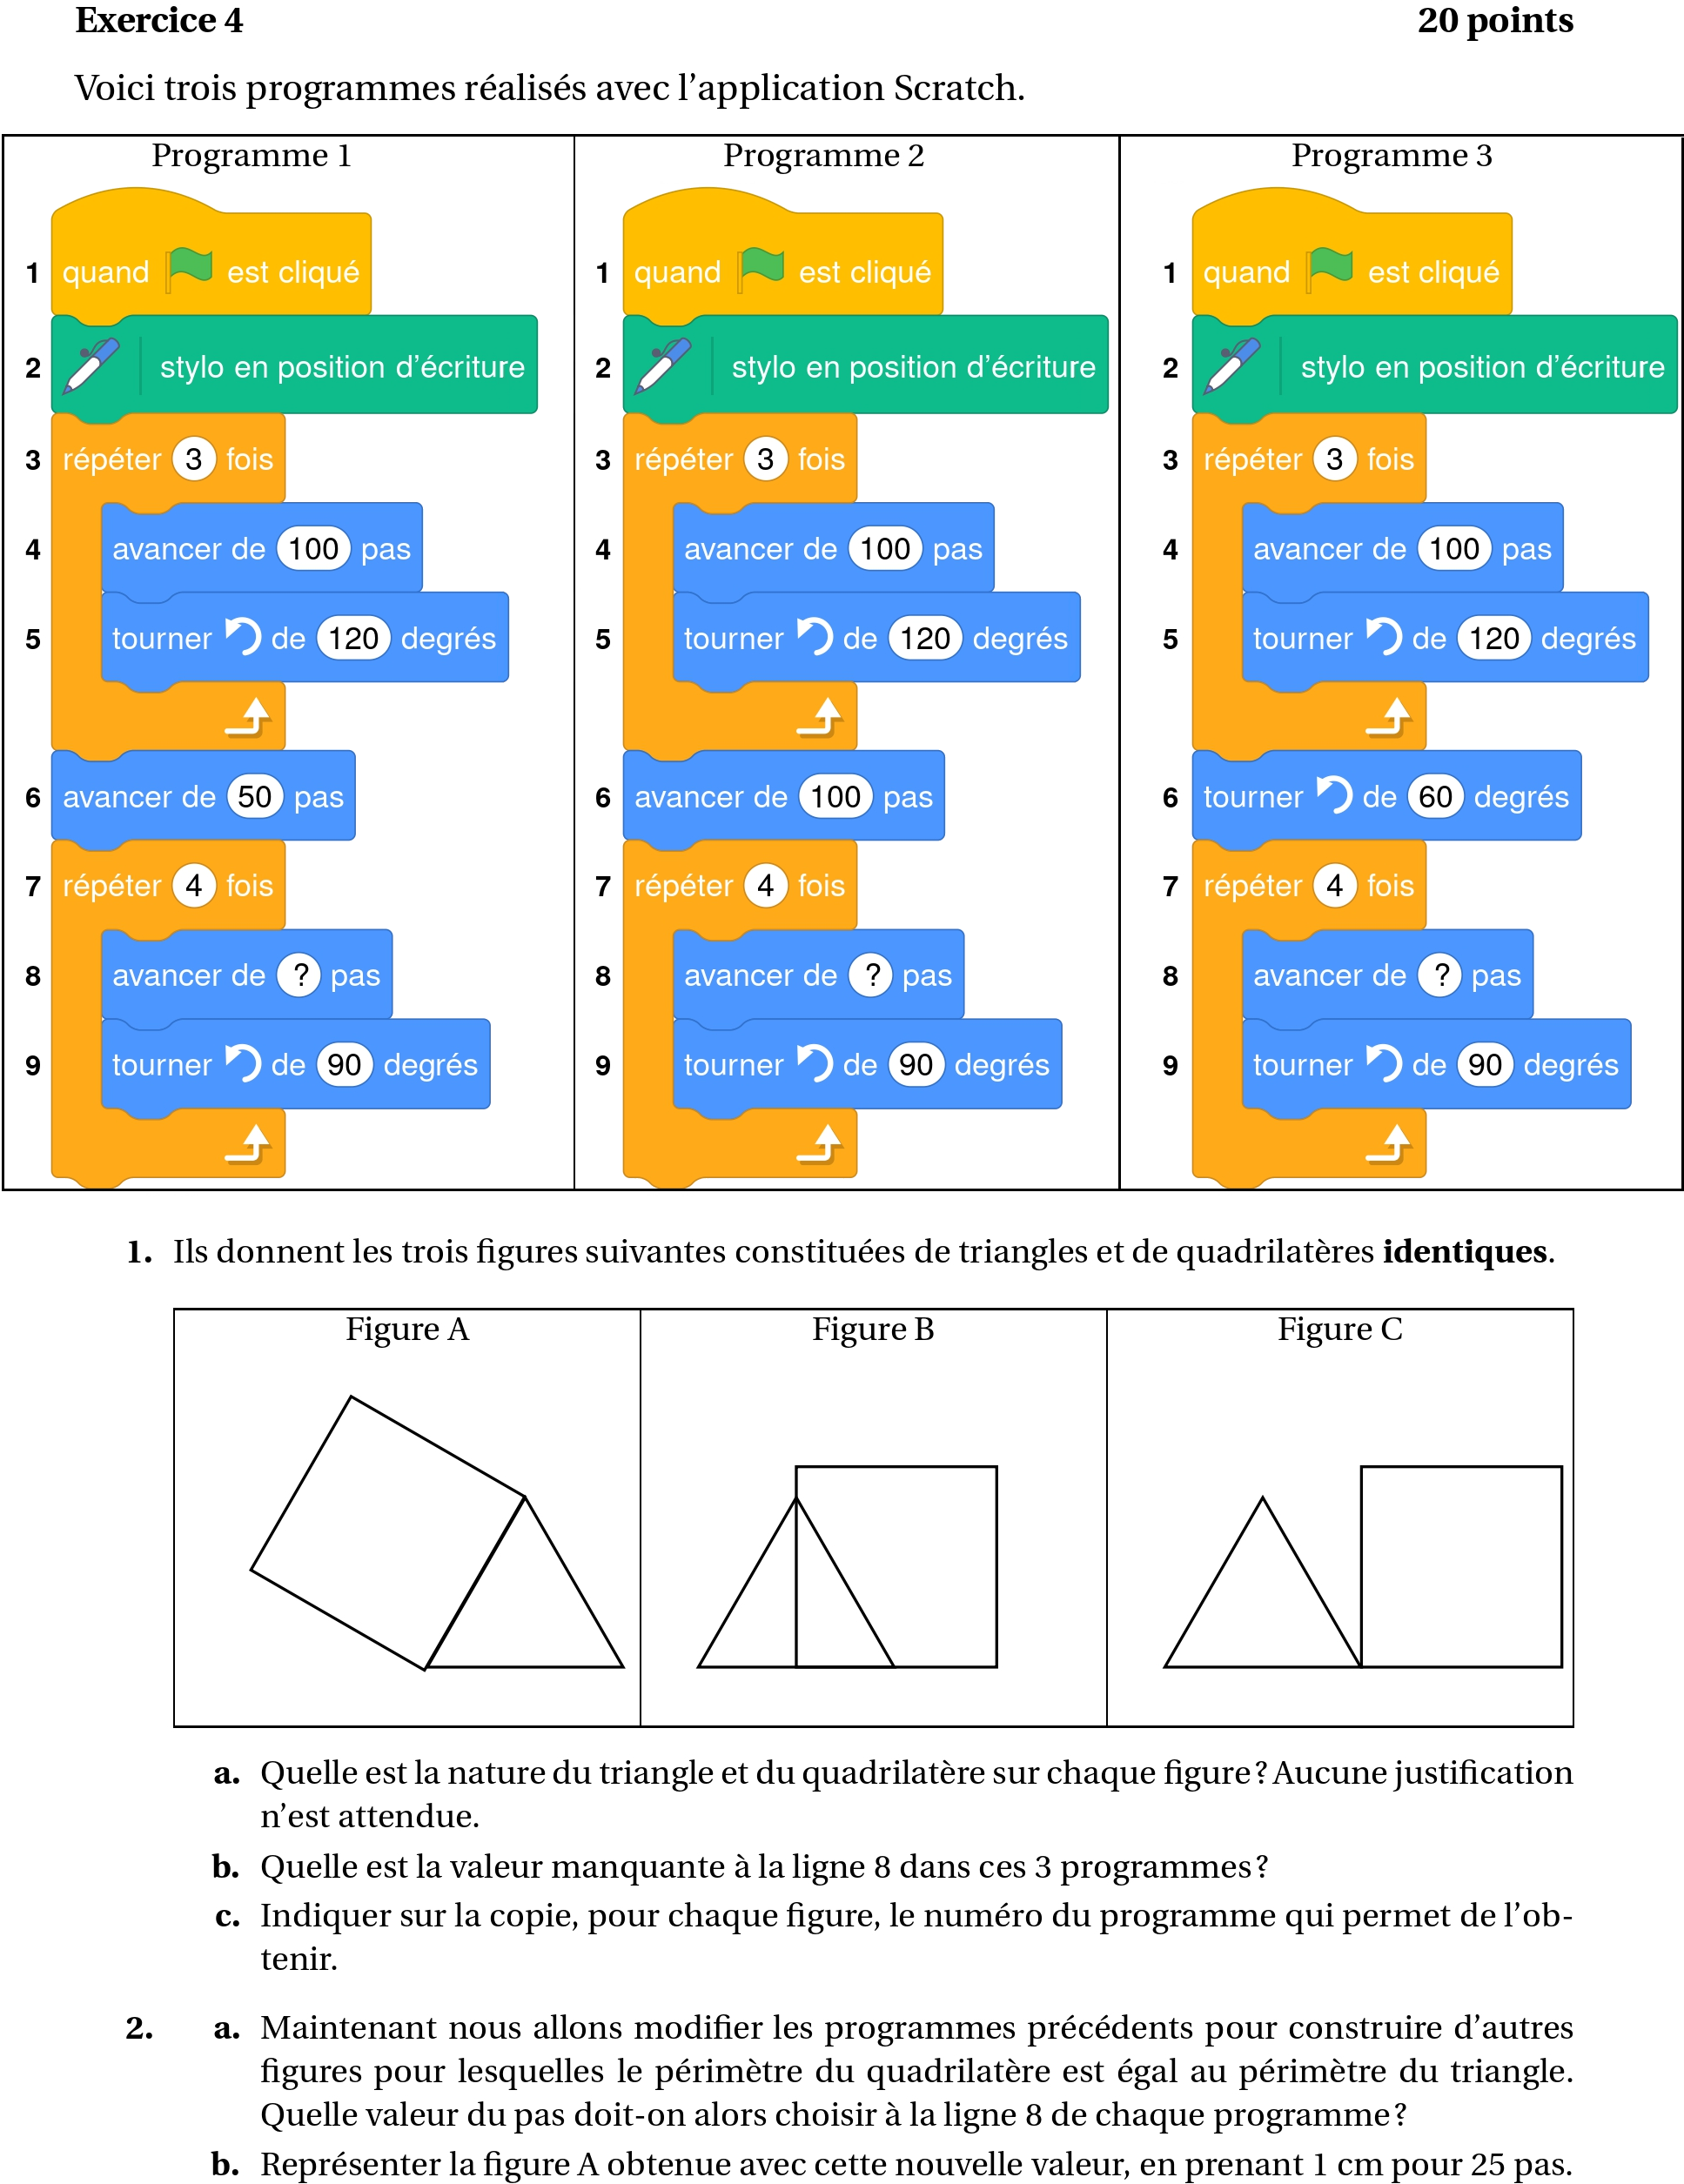 Exercice 4 20 points
Voici trois programmes réalisés avec l'application Scratch.
Programme 1 Programme 2 Programme 3
1 quand est cliqué 1 quand est cliqué 1 quand est cliqué
2 stylo en position d'écriture 2 stylo en position d'écriture 2 stylo en position d'écriture
3 répéter 3 fois 3 répéter 3 fois 3 répéter 3 fois
4 avancer de 100 pas 4 avancer de 100 pas 4 avancer de 100 pas
5 tourner de 120 degrés 5 tourner de 120 degrés 5 tourner de 120 degrés
6 avancer de 50 pas 6 avancer de 100 pas 6 tourner de 60 degrés
7 répéter 4 fois 7 répéter 4 fois 7 répéter 4 fois
8 avancer de ? pas 8 avancer de ? pas 8 avancer de ? pas
9 tourner de 90 degrés 9 tourner de 90 degrés 9 tourner de 90 degrés
1. Ils donnent les trois figures suivantes constituées de triangles et de quadrilatères identiques.
Figure A Figure B Figure C
a. Quelle est la nature du triangle et du quadrilatère sur chaque figure? Aucune justification
n'est attendue.
b. Quelle est la valeur manquante à la ligne 8 dans ces 3 programmes?
c. Indiquer sur la copie, pour chaque figure, le numéro du programme qui permet de l'ob-
tenir.
2. a. Maintenant nous allons modifier les programmes précédents pour construire d'autres
figures pour lesquelles le périmètre du quadrilatère est égal au périmètre du triangle.
Quelle valeur du pas doit-on alors choisir à la ligne 8 de chaque programme?
b. Représenter la figure A obtenue avec cette nouvelle valeur, en prenant 1 cm pour 25 pas.